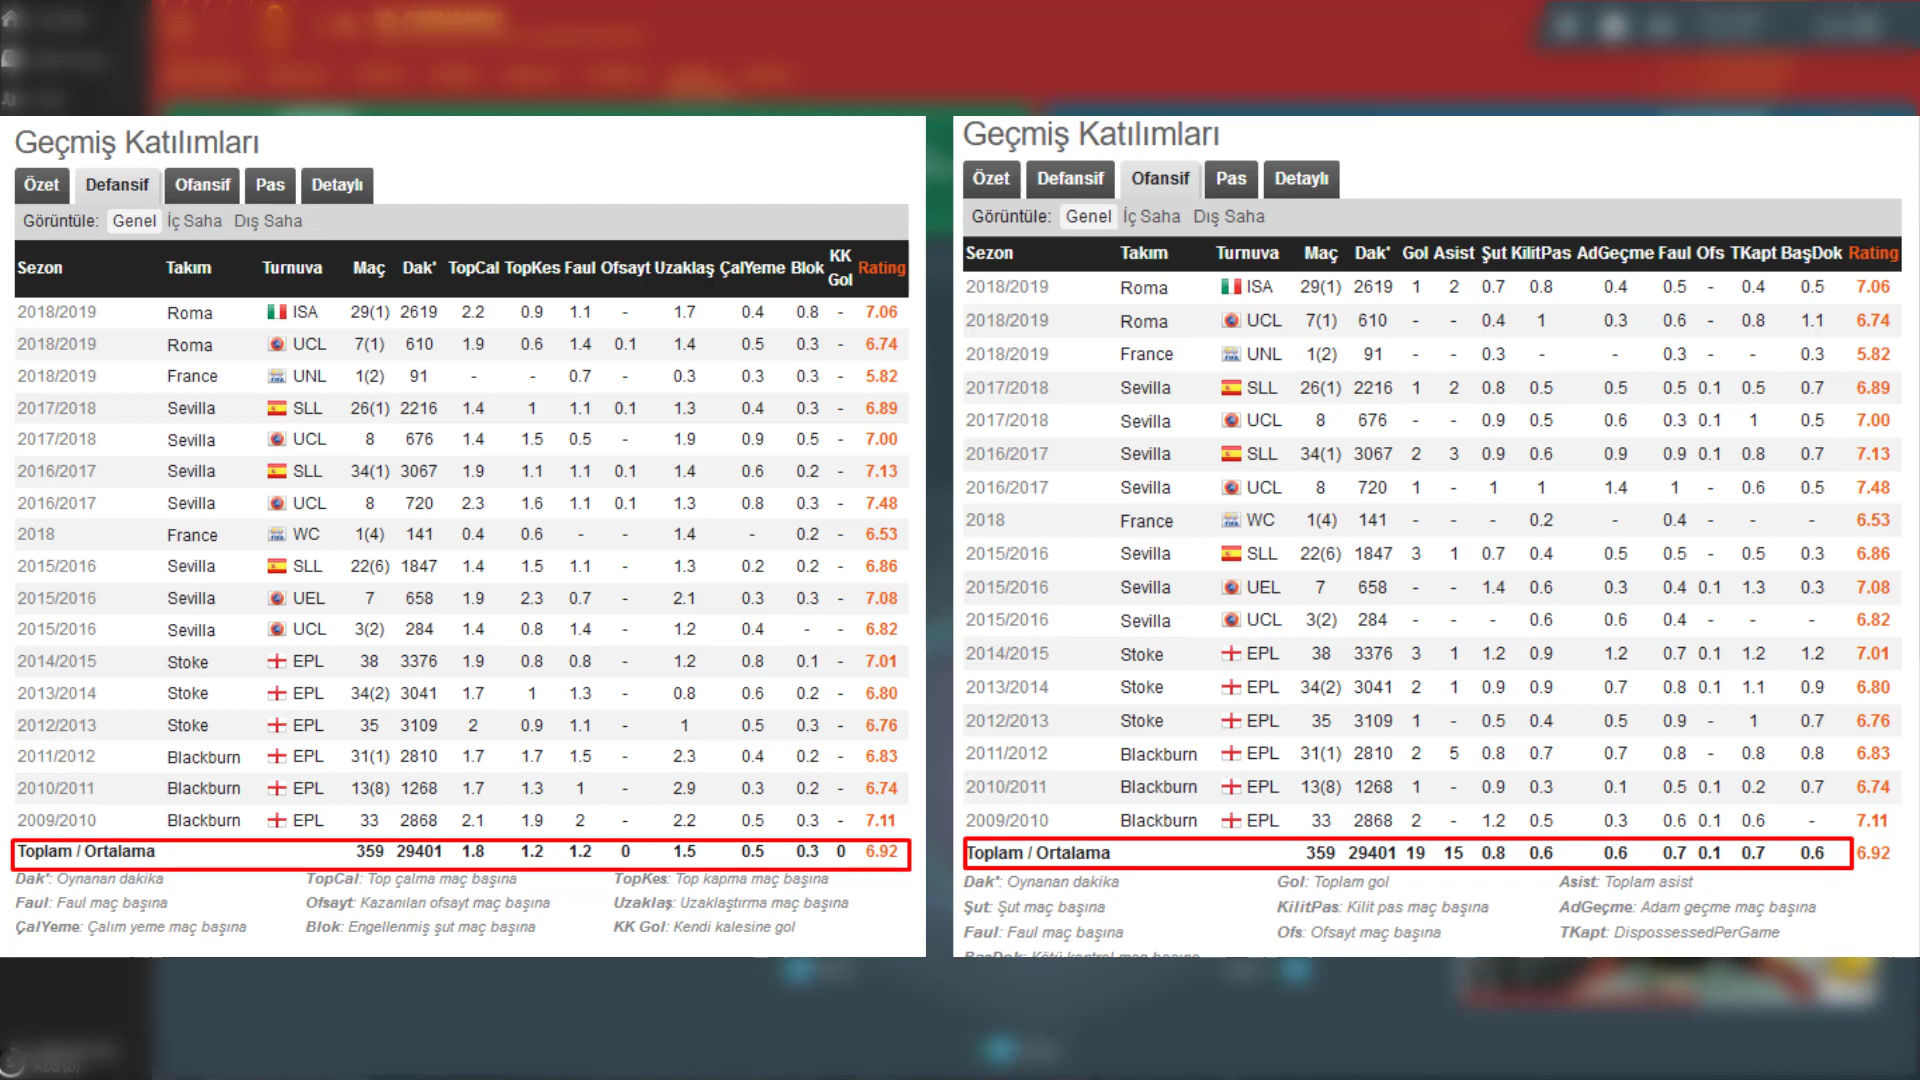 Geçmiş Katılımları
Özet Defansif Ofansif Pas Detaylı
Görüntüle: Genel İç Saha Dış Saha
Sezon Takım Turnuva Maç Dak' TopCal TopKes Faul Ofsayt Uzaklaş ÇalYeme Blok KK Gol Rating
2018/2019 Roma ISA 29(1) 2619 2.2 0.9 1.1 - 1.7 0.4 0.8 - 7.06
2018/2019 Roma UCL 7(1) 610 1.9 0.6 1.4 0.1 1.4 0.5 0.3 - 6.74
2018/2019 France UNL 1(2) 91 - - 0.7 - 0.3 0.3 0.3 - 5.82
2017/2018 Sevilla SLL 26(1) 2216 1.4 1 1.1 0.1 1.3 0.4 0.3 - 6.89
2017/2018 Sevilla UCL 8 676 1.4 1.5 0.5 - 1.9 0.9 0.5 - 7.00
2016/2017 Sevilla SLL 34(1) 3067 1.9 1.1 1.1 0.1 1.4 0.6 0.2 - 7.13
2016/2017 Sevilla UCL 8 720 2.3 1.6 1.1 0.1 1.3 0.8 0.3 - 7.48
2018 France WC 1(4) 141 0.4 0.6 - - 1.4 - 0.2 - 6.53
2015/2016 Sevilla SLL 22(6) 1847 1.4 1.5 1.1 - 1.3 0.2 0.2 - 6.86
2015/2016 Sevilla UEL 7 658 1.9 2.3 0.7 - 2.1 0.3 0.3 - 7.08
2015/2016 Sevilla UCL 3(2) 284 1.4 0.8 1.4 - 1.2 0.4 - - 6.82
2014/2015 Stoke EPL 38 3376 1.9 0.8 0.8 - 1.2 0.8 0.1 - 7.01
2013/2014 Stoke EPL 34(2) 3041 1.7 1 1.3 - 0.8 0.6 0.2 - 6.80
2012/2013 Stoke EPL 35 3109 2 0.9 1.1 - 1 0.5 0.3 - 6.76
2011/2012 Blackburn EPL 31(1) 2810 1.7 1.7 1.5 - 2.3 0.4 0.2 - 6.83
2010/2011 Blackburn EPL 13(8) 1268 1.7 1.3 1 - 2.9 0.3 0.2 - 6.74
2009/2010 Blackburn EPL 33 2868 2.1 1.9 2 - 2.2 0.5 0.3 - 7.11
Toplam / Ortalama 359 29401 1.8 1.2 1.2 0 1.5 0.5 0.3 0 6.92
Dak': Oynanan dakika TopCal: Top çalma maç başına TopKes: Top kapma maç başına
Faul: Faul maç başına Ofsayt: Kazanılan ofsayt maç başına Uzaklaş: Uzaklaştırma maç başına
ÇalYeme: Çalım yeme maç başına Blok: Engellenmiş şut maç başına KK Gol: Kendi kalesine gol
Geçmiş Katılımları
Özet Defansif Ofansif Pas Detaylı
Görüntüle: Genel İç Saha Dış Saha
Sezon Takım Turnuva Maç Dak' Gol Asist Şut KilitPas AdGeçme Faul Ofs TKapt BaşDok Rating
2018/2019 Roma ISA 29(1) 2619 1 2 0.7 0.8 0.4 0.5 - 0.4 0.5 7.06
2018/2019 Roma UCL 7(1) 610 - - 0.4 1 0.3 0.6 - 0.8 1.1 6.74
2018/2019 France UNL 1(2) 91 - - 0.3 - - 0.3 - - 0.3 5.82
2017/2018 Sevilla SLL 26(1) 2216 1 2 0.8 0.5 0.5 0.5 0.1 0.5 0.7 6.89
2017/2018 Sevilla UCL 8 676 - - 0.9 0.5 0.6 0.3 0.1 1 0.5 7.00
2016/2017 Sevilla SLL 34(1) 3067 2 3 0.9 0.6 0.9 0.9 0.1 0.8 0.7 7.13
2016/2017 Sevilla UCL 8 720 1 - 1 1 1.4 1 - 0.6 0.5 7.48
2018 France WC 1(4) 141 - - - 0.2 - 0.4 - - - 6.53
2015/2016 Sevilla SLL 22(6) 1847 3 1 0.7 0.4 0.5 0.5 - 0.5 0.3 6.86
2015/2016 Sevilla UEL 7 658 - - 1.4 0.6 0.3 0.4 0.1 1.3 0.3 7.08
2015/2016 Sevilla UCL 3(2) 284 - - - 0.6 0.6 0.4 - - - 6.82
2014/2015 Stoke EPL 38 3376 3 1 1.2 0.9 1.2 0.7 0.1 1.2 1.2 7.01
2013/2014 Stoke EPL 34(2) 3041 2 1 0.9 0.9 0.7 0.8 0.1 1.1 0.9 6.80
2012/2013 Stoke EPL 35 3109 1 - 0.5 0.4 0.5 0.9 - 1 0.7 6.76
2011/2012 Blackburn EPL 31(1) 2810 2 5 0.8 0.7 0.7 0.8 - 0.8 0.8 6.83
2010/2011 Blackburn EPL 13(8) 1268 1 - 0.9 0.3 0.1 0.5 0.1 0.2 0.7 6.74
2009/2010 Blackburn EPL 33 2868 2 - 1.2 0.5 0.3 0.6 0.1 0.6 - 7.11
Toplam / Ortalama 359 29401 19 15 0.8 0.6 0.6 0.7 0.1 0.7 0.6 6.92
Dak': Oynanan dakika Gol: Toplam gol Asist: Toplam asist
Şut: Şut maç başına KilitPas: Kilit pas maç başına AdGeçme: Adam geçme maç başına
Faul: Faul maç başına Ofs: Ofsayt maç başına TKapt: DispossessedPerGame
BaşDok: Kötü kontrol maç başına